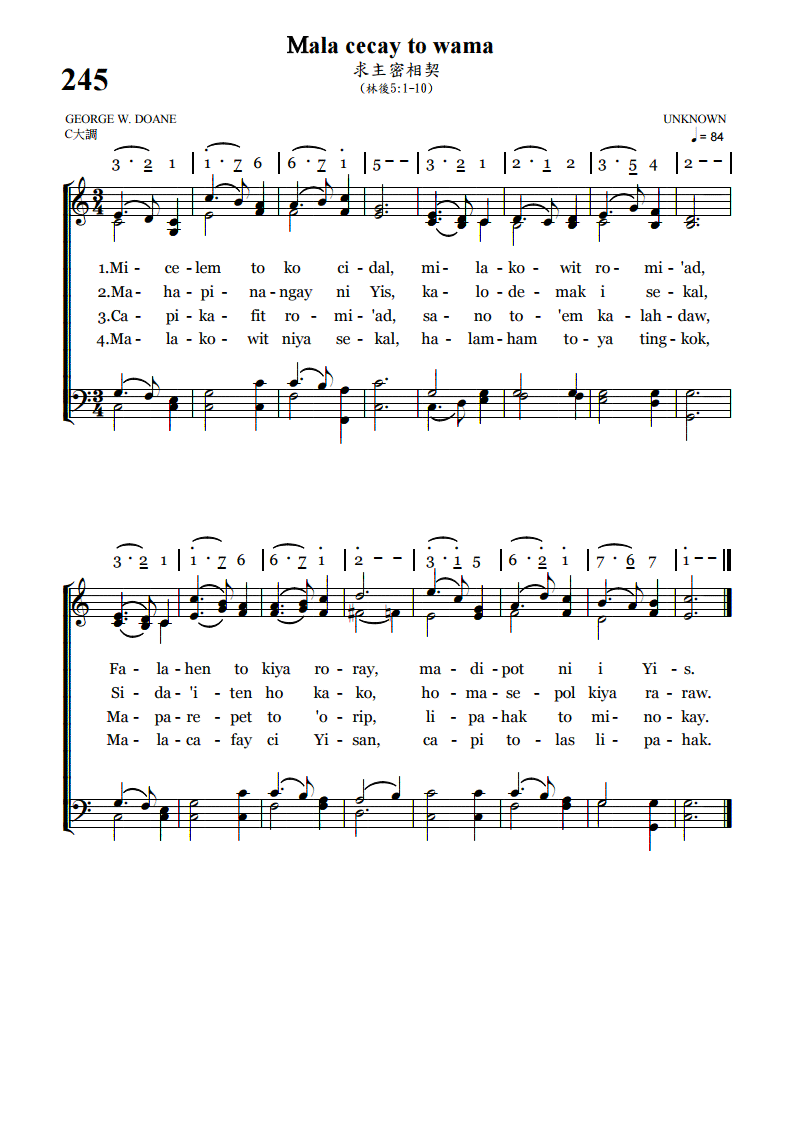 Mala cecay to wama
245
求主密相契
(林後5:1-10)
GEORGE W. DOANE
UNKNOWN
C大調
♩= 84
3 · 2 1 | 1 · 7 6 | 6 · 7 1 | 5 – – | 3 · 2 1 | 2 · 1 2 | 3 · 5 4 | 2 – – |
3 4
1.Mi - ce - lem to ko ci - dal, mi - la - ko - wit ro - mi - 'ad,
2.Ma - ha - pi - na - ngay ni Yis, ka - lo - de - mak i se - kal,
3.Ca - pi - ka - fit ro - mi - 'ad, sa - no to - 'em ka - lah - daw,
4.Ma - la - ko - wit niya se - kal, ha - lam - ham to - ya ting - kok,
3 4
3 · 2 1 | 1 · 7 6 | 6 · 7 1 | 2 – – | 3 · 1 5 | 6 · 2 1 | 7 · 6 7 | 1 – – ||
Fa - la - hen to kiya ro - ray, ma - di - pot ni i Yi - s.
Si - da - 'i - ten ho ka - ko, ho - ma - se - pol kiya ra - raw.
Ma - pa - re - pet to 'o - rip, li - pa - hak to mi - no - kay.
Ma - la - ca - fay ci Yi - san, ca - pi to - las li - pa - hak.